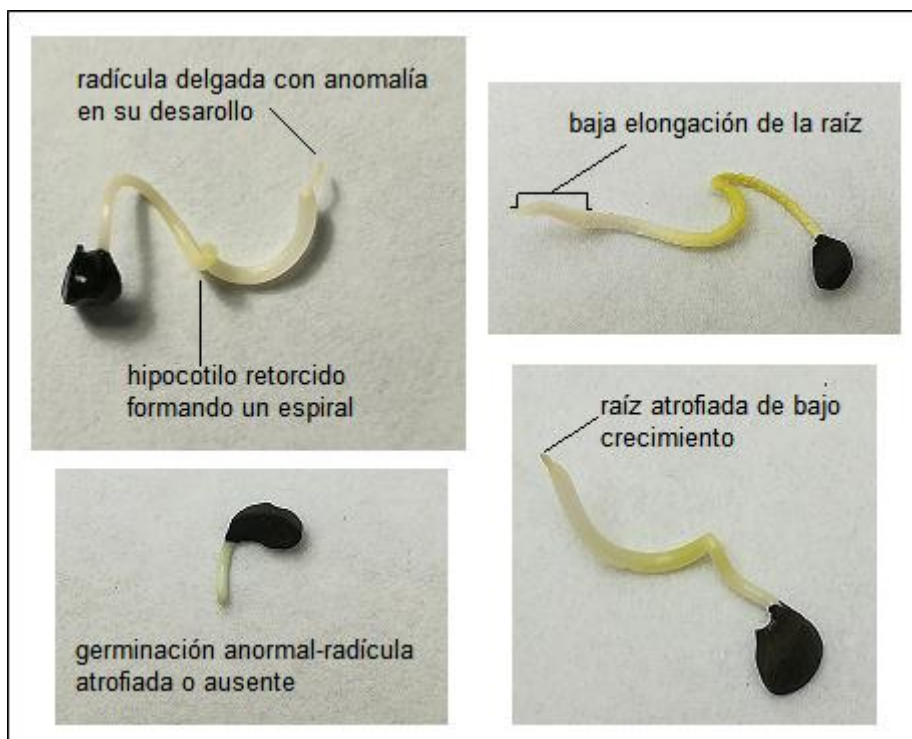 radícula delgada con anomalía
en su desarollo
baja elongación de la raíz
hipocotilo retorcido
formando un espiral
raíz atrofiada de bajo
crecimiento
germinación anormal-radícula
atrofiada o ausente